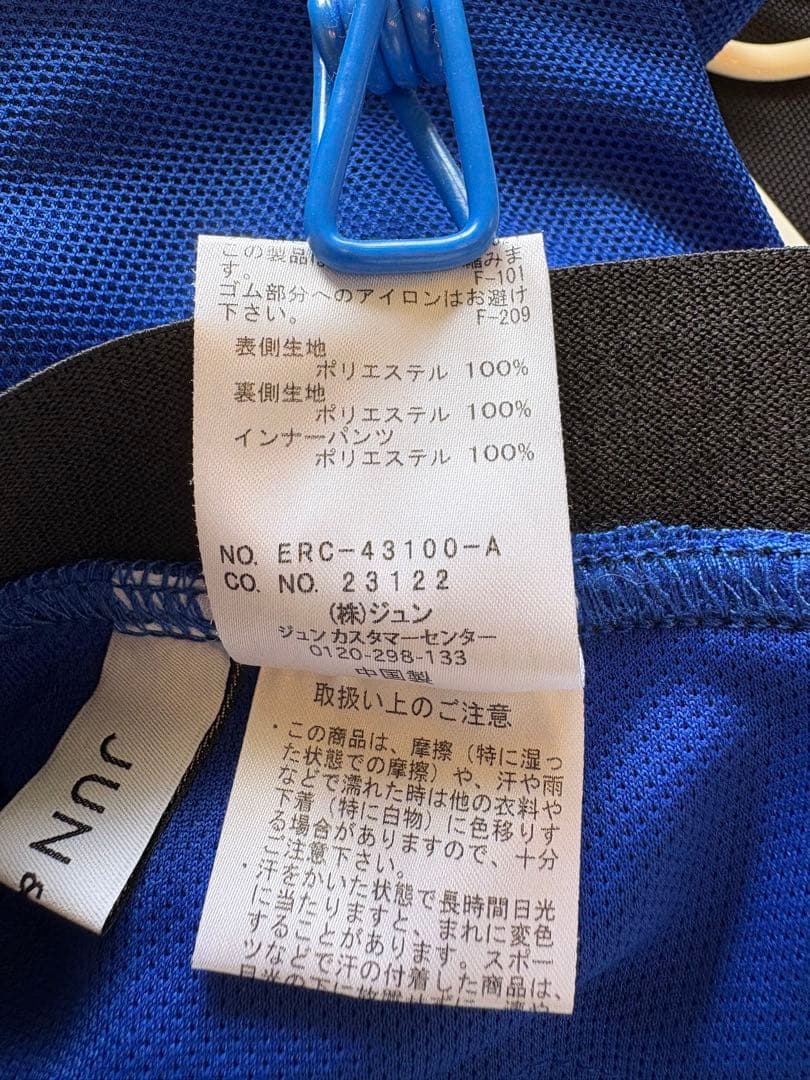 この製品は 縮みま
す。 F-101
ゴム部分へのアイロンはお避け
下さい。 F-209
表側生地
ポリエステル 100%
裏側生地
ポリエステル 100%
インナーパンツ
ポリエステル 100%
NO. ERC-43100-A
CO. NO. 23122
(株)ジュン
ジュン カスタマーセンター
0120-298-133
中国製
取扱い上のご注意
・この商品は、摩擦（特に湿っ
た状態での摩擦）や、汗や雨
などで濡れた時は他の衣料や
下着（特に白物）に色移りす
る場合がありますので、十分
ご注意下さい。
・汗をかいた状態で長時間日光
に当たりますと、まれに変色
することがあります。スポー
ツなどで汗の付着した商品は、
JUN &